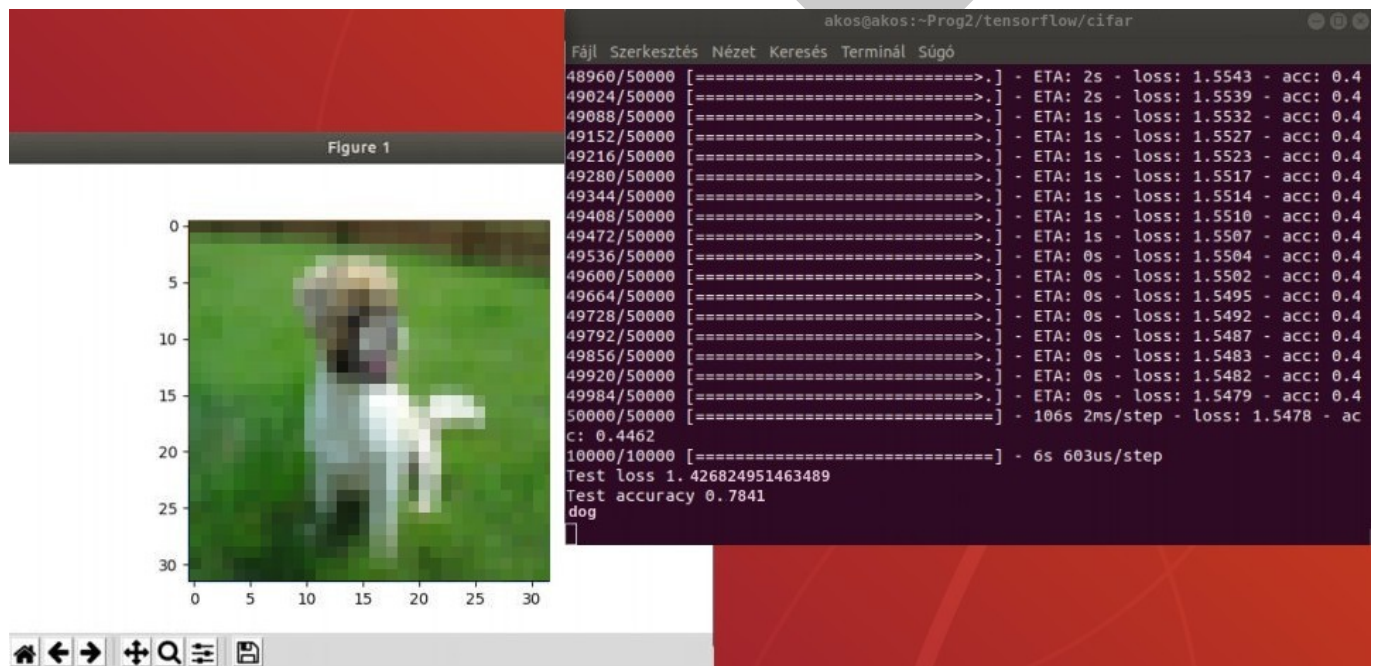 akos@akos:~Prog2/tensorflow/cifar
Fájl Szerkesztés Nézet Keresés Terminál Súgó
48960/50000 [============================>.] - ETA: 2s - loss: 1.5543 - acc: 0.4
49024/50000 [============================>.] - ETA: 2s - loss: 1.5539 - acc: 0.4
49088/50000 [============================>.] - ETA: 1s - loss: 1.5532 - acc: 0.4
49152/50000 [============================>.] - ETA: 1s - loss: 1.5527 - acc: 0.4
49216/50000 [============================>.] - ETA: 1s - loss: 1.5523 - acc: 0.4
49280/50000 [============================>.] - ETA: 1s - loss: 1.5517 - acc: 0.4
49344/50000 [============================>.] - ETA: 1s - loss: 1.5514 - acc: 0.4
49408/50000 [============================>.] - ETA: 1s - loss: 1.5510 - acc: 0.4
49472/50000 [============================>.] - ETA: 1s - loss: 1.5507 - acc: 0.4
49536/50000 [============================>.] - ETA: 0s - loss: 1.5504 - acc: 0.4
49600/50000 [============================>.] - ETA: 0s - loss: 1.5502 - acc: 0.4
49664/50000 [============================>.] - ETA: 0s - loss: 1.5495 - acc: 0.4
49728/50000 [============================>.] - ETA: 0s - loss: 1.5492 - acc: 0.4
49792/50000 [============================>.] - ETA: 0s - loss: 1.5487 - acc: 0.4
49856/50000 [============================>.] - ETA: 0s - loss: 1.5483 - acc: 0.4
49920/50000 [============================>.] - ETA: 0s - loss: 1.5482 - acc: 0.4
49984/50000 [============================>.] - ETA: 0s - loss: 1.5479 - acc: 0.4
50000/50000 [==============================] - 106s 2ms/step - loss: 1.5478 - ac
c: 0.4462
10000/10000 [==============================] - 6s 603us/step
Test loss 1.426824951463489
Test accuracy 0.7841
dog
Figure 1
0
5
10
15
20
25
30
0 5 10 15 20 25 30